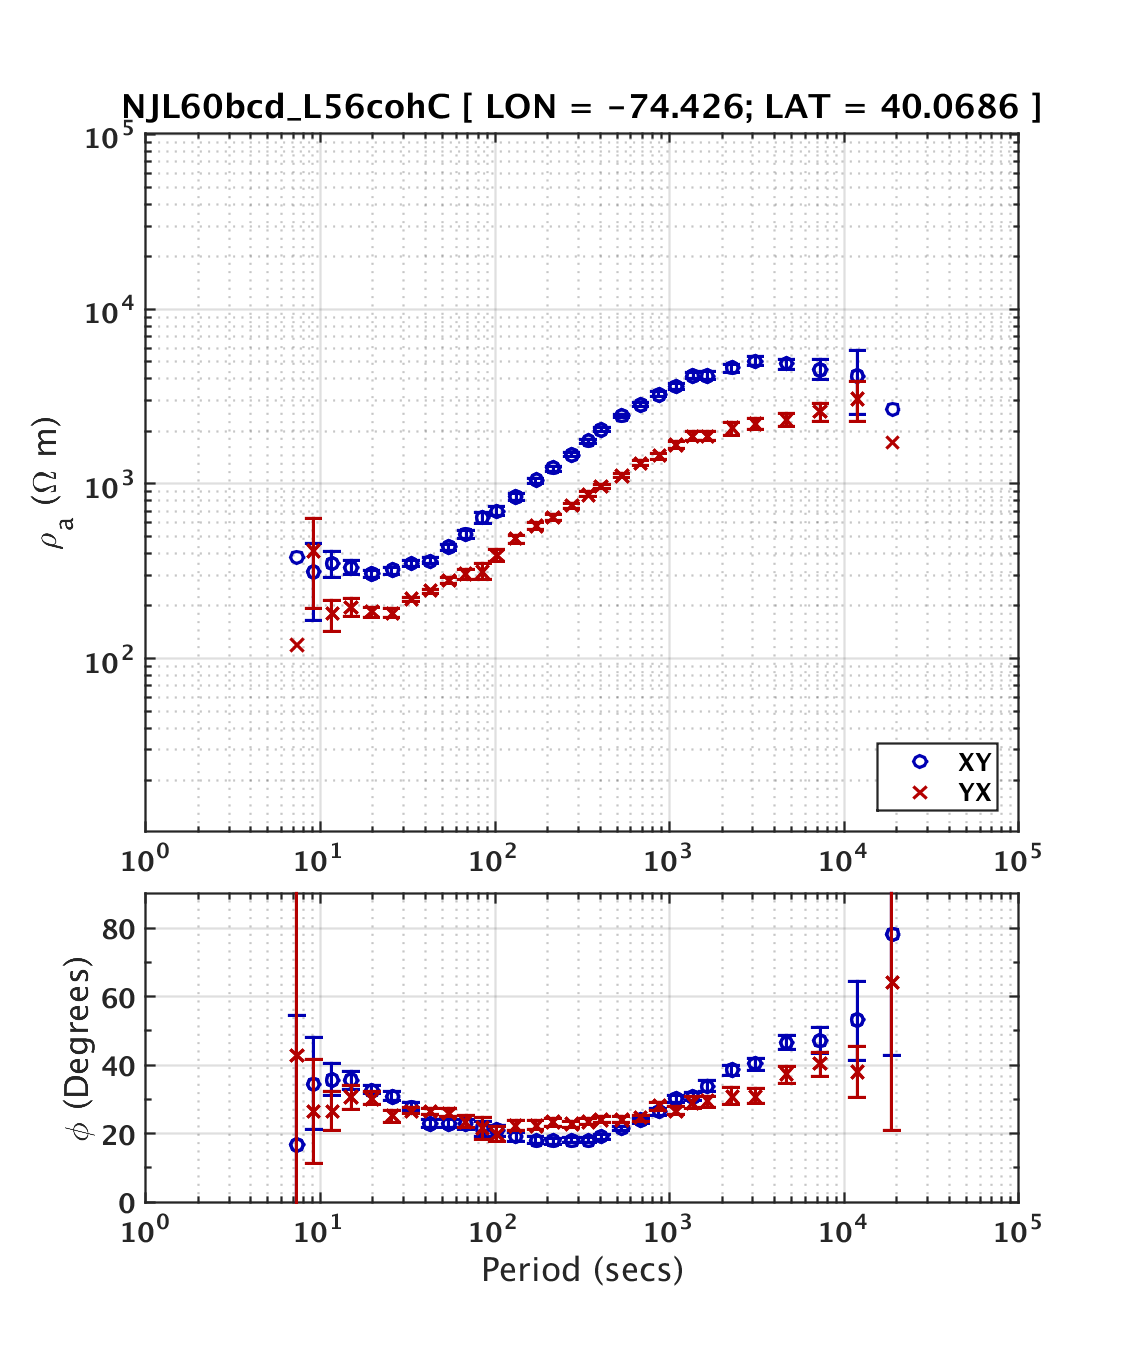 NJL60bcd_L56cohC [ LON = -74.426; LAT = 40.0686 ]
10^5
10^4
10^3
10^2
ρ_a (Ω m)
XY
YX
10^0 10^1 10^2 10^3 10^4 10^5
80
60
40
20
0
φ (Degrees)
10^0 10^1 10^2 10^3 10^4 10^5
Period (secs)